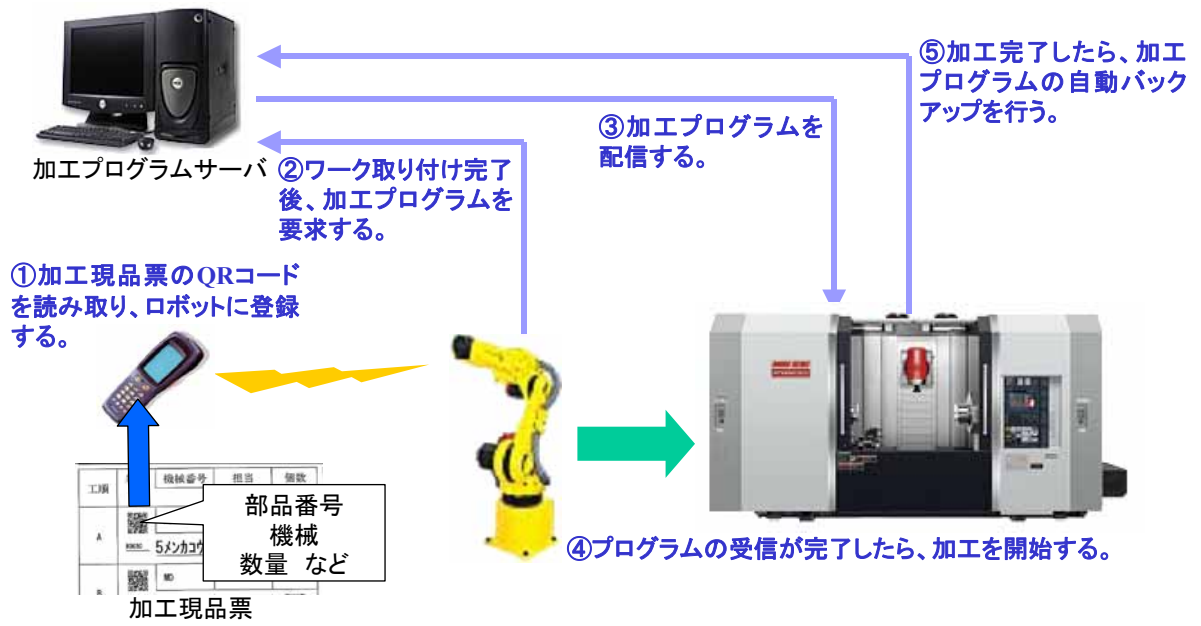 ⑤加工完了したら、加工
プログラムの自動バック
アップを行う。
③加工プログラムを
配信する。
加工プログラムサーバ
②ワーク取り付け完了
後、加工プログラムを
要求する。
①加工現品票のQRコード
を読み取り、ロボットに登録
する。
工順
機械番号
担当
個数
部品番号
機械
数量 など
A
5メンカコウ
MD
B
④プログラムの受信が完了したら、加工を開始する。
加工現品票